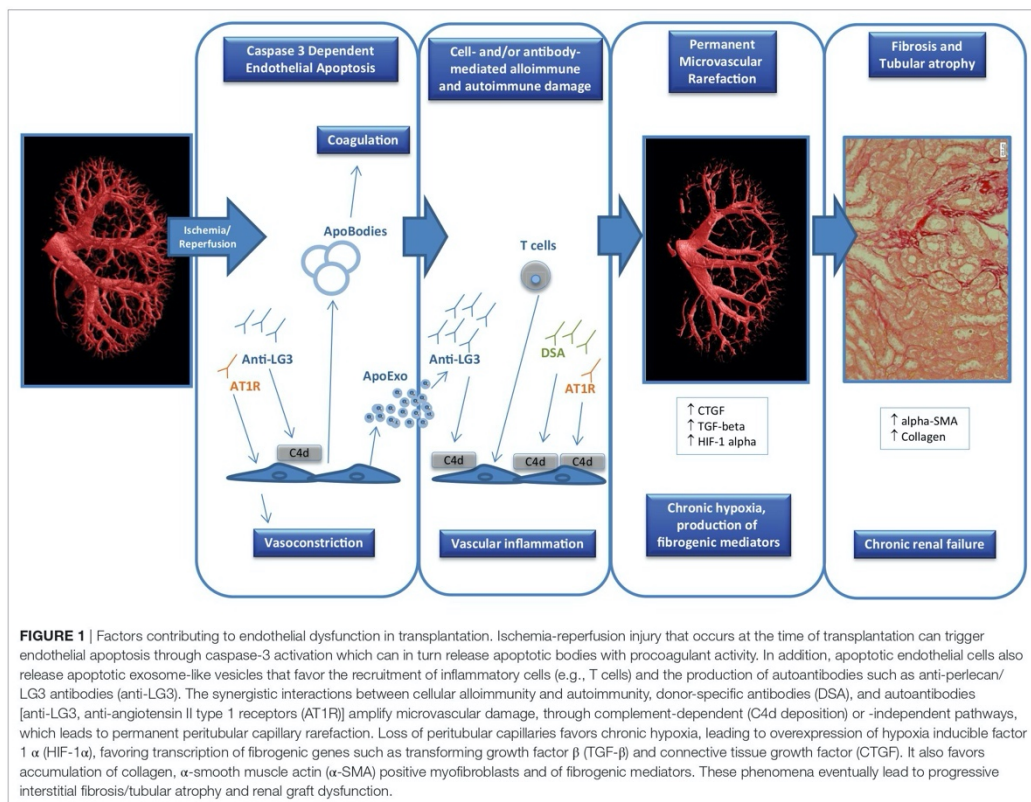 Caspase 3 Dependent
Endothelial Apoptosis
Cell- and/or antibody-
mediated alloimmune
and autoimmune damage
Permanent
Microvascular
Rarefaction
Fibrosis and
Tubular atrophy
Coagulation
Ischemia/
Reperfusion
ApoBodies
T cells
Anti-LG3
AT1R
ApoExo
Anti-LG3
DSA
AT1R
C4d
C4d
C4d
C4d
↑ CTGF
↑ TGF-beta
↑ HIF-1 alpha
↑ alpha-SMA
↑ Collagen
Vasoconstriction
Vascular inflammation
Chronic hypoxia,
production of
fibrogenic mediators
Chronic renal failure
FIGURE 1 | Factors contributing to endothelial dysfunction in transplantation. Ischemia-reperfusion injury that occurs at the time of transplantation can trigger
endothelial apoptosis through caspase-3 activation which can in turn release apoptotic bodies with procoagulant activity. In addition, apoptotic endothelial cells also
release apoptotic exosome-like vesicles that favor the recruitment of inflammatory cells (e.g., T cells) and the production of autoantibodies such as anti-perlecan/
LG3 antibodies (anti-LG3). The synergistic interactions between cellular alloimmunity and autoimmunity, donor-specific antibodies (DSA), and autoantibodies
[anti-LG3, anti-angiotensin II type 1 receptors (AT1R)] amplify microvascular damage, through complement-dependent (C4d deposition) or -independent pathways,
which leads to permanent peritubular capillary rarefaction. Loss of peritubular capillaries favors chronic hypoxia, leading to overexpression of hypoxia inducible factor
1 α (HIF-1α), favoring transcription of fibrogenic genes such as transforming growth factor β (TGF-β) and connective tissue growth factor (CTGF). It also favors
accumulation of collagen, α-smooth muscle actin (α-SMA) positive myofibroblasts and of fibrogenic mediators. These phenomena eventually lead to progressive
interstitial fibrosis/tubular atrophy and renal graft dysfunction.